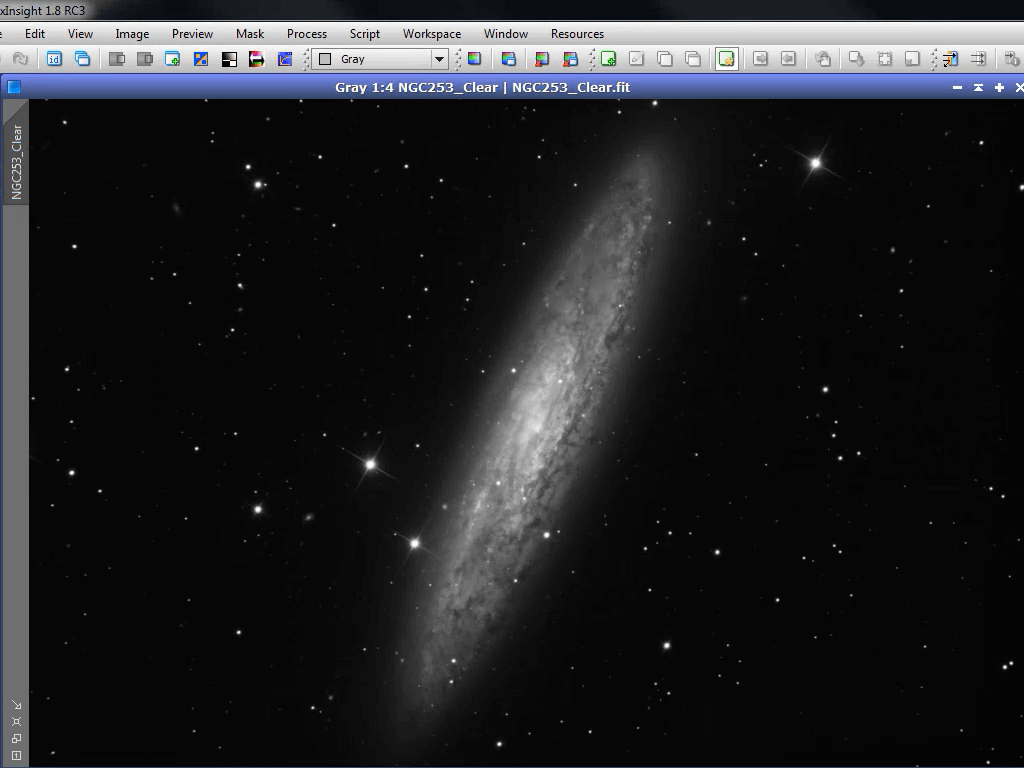 xInsight 1.8 RC3
Edit View Image Preview Mask Process Script Workspace Window Resources
id Gray
Gray 1:4 NGC253_Clear | NGC253_Clear.fit
NGC253_Clear